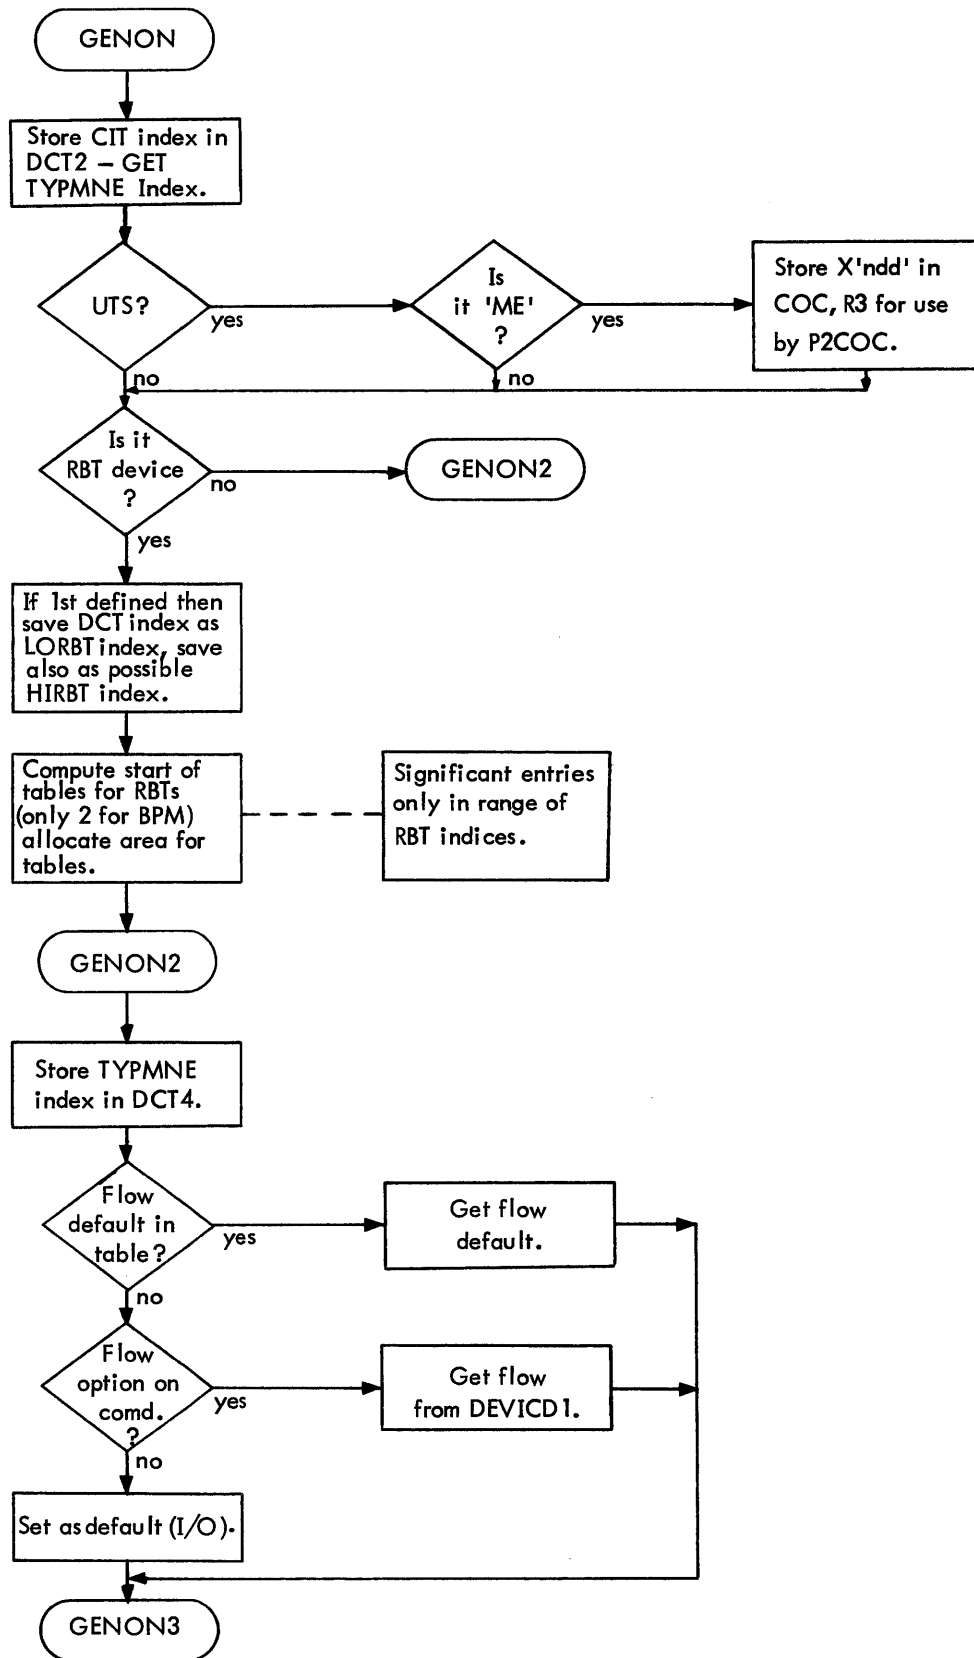 GENON
Store CIT index in
DCT2 – GET
TYPMNE Index.
UTS?
yes
no
Is
it 'ME'
?
yes
no
Store X'ndd' in
COC, R3 for use
by P2COC.
Is it
RBT device
?
no
yes
GENON2
If 1st defined then
save DCT index as
LORBT index, save
also as possible
HIRBT index.
Compute start of
tables for RBTs
(only 2 for BPM)
allocate area for
tables.
Significant entries
only in range of
RBT indices.
GENON2
Store TYPMNE
index in DCT4.
Flow
default in
table?
yes
no
Get flow
default.
Flow
option on
comd.
?
yes
no
Get flow
from DEVICD1.
Set as default (I/O).
GENON3